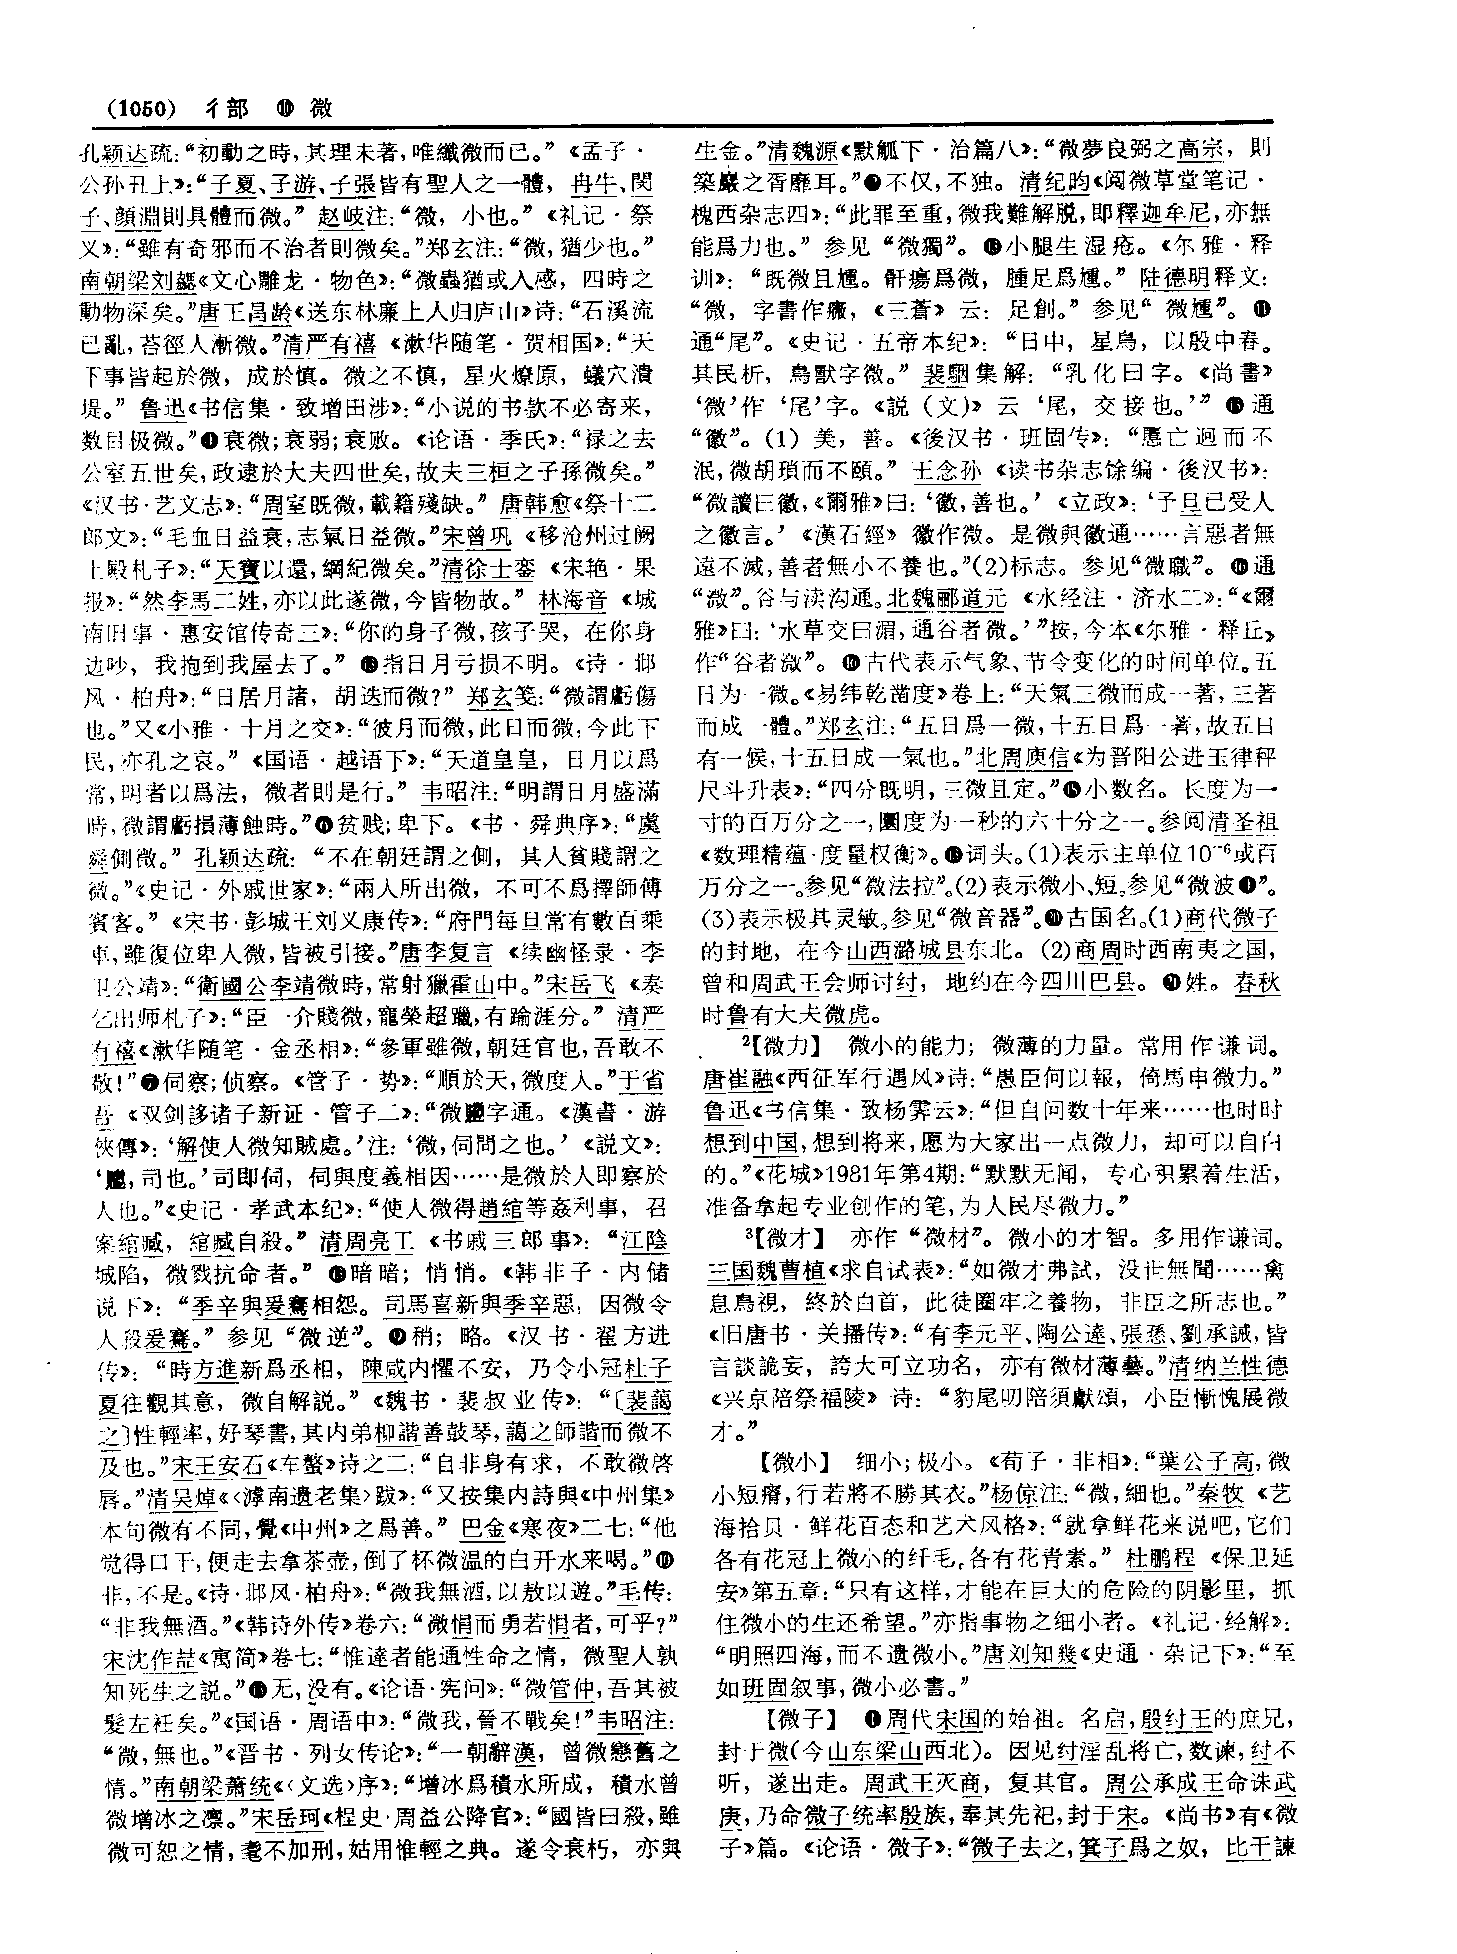 (1050) 彳部 ⑩ 微
孔颖达疏:“初動之時,其理未著,唯纖微而已。”《孟子·
公孙丑上》:“子夏、子游、子張皆有聖人之一體,冉牛、閔
子、顏淵則具體而微。”赵岐注:“微,小也。”《礼记·祭
义》:“雖有奇邪而不治者則微矣。”郑玄注:“微,猶少也。”
南朝梁刘勰《文心雕龙·物色》:“微蟲猶或入感,四時之
動物深矣。”唐王昌龄《送东林廉上人归庐山》诗:“石溪流
已亂,苔徑人漸微。”清严有禧《漱华随笔·贺相国》:“天
下事皆起於微,成於慎。微之不慎,星火燎原,蟻穴潰
堤。”鲁迅《书信集·致增田涉》:“小说的书款不必寄来,
数目极微。”❹衰微;衰弱;衰败。《论语·季氏》:“禄之去
公室五世矣,政逮於大夫四世矣,故夫三桓之子孫微矣。”
《汉书·艺文志》:“周室既微,載籍殘缺。”唐韩愈《祭十二
郎文》:“毛血日益衰,志氣日益微。”宋曾巩《移沧州过阙
上殿札子》:“天寶以還,綱紀微矣。”清徐士銮《宋艳·果
报》:“然李馬二姓,亦以此遂微,今皆物故。”林海音《城
南旧事·惠安馆传奇三》:“你的身子微,孩子哭,在你身
边吵,我抱到我屋去了。”❺指日月亏损不明。《诗·邶
风·柏舟》:“日居月諸,胡迭而微?”郑玄笺:“微謂虧傷
也。”又《小雅·十月之交》:“彼月而微,此日而微;今此下
民,亦孔之哀。”《国语·越语下》:“天道皇皇,日月以爲
常,明者以爲法,微者則是行。”韦昭注:“明謂日月盛滿
時,微謂虧損薄蝕時。”❻贫贱;卑下。《书·舜典序》:“虞
舜側微。”孔颖达疏:“不在朝廷謂之側,其人貧賤謂之
微。”《史记·外戚世家》:“兩人所出微,不可不爲擇師傅
賓客。”《宋书·彭城王刘义康传》:“府門每旦常有數百乘
車,雖復位卑人微,皆被引接。”唐李复言《续幽怪录·李
卫公靖》:“衛國公李靖微時,常射獵霍山中。”宋岳飞《奏
乞出师札子》:“臣一介賤微,寵榮超躐,有踰涯分。”清严
有禧《漱华随笔·金丞相》:“參軍雖微,朝廷官也,吾敢不
敬!”❼伺察;侦察。《管子·势》:“順於天,微度人。”于省
吾《双剑誃诸子新证·管子二》:“微字通。《漢書·游
俠傳》:‘解使人微知賊處。’注:‘微,伺問之也。’《説文》:
‘,司也。’司即伺,伺與度義相因……是微於人即察於
人也。”《史记·孝武本纪》:“使人微得趙綰等姦利事,召
案綰臧,綰臧自殺。”清周亮工《书戚三郎事》:“江陰
城陷,微戮抗命者。”❽暗暗;悄悄。《韩非子·内储
说下》:“季辛與爰騫相怨。司馬喜新與季辛惡,因微令
人殺爰騫。”参见“微逆”。❾稍;略。《汉书·翟方进
传》:“時方進新爲丞相,陳咸内懼不安,乃令小冠杜子
夏往觀其意,微自解説。”《魏书·裴叔业传》:“〔裴藹
之〕性輕率,好琴書,其内弟柳諧善鼓琴,藹之師諧而微不
及也。”宋王安石《车螯》诗之二:“自非身有求,不敢微啓
唇。”清吴焯《〈滹南遗老集〉跋》:“又按集内詩與《中州集》
本句微有不同,覺《中州》之爲善。”巴金《寒夜》二七:“他
觉得口干,便走去拿茶壶,倒了杯微温的白开水来喝。”❿
非,不是。《诗·邶风·柏舟》:“微我無酒,以敖以遊。”毛传:
“非我無酒。”《韩诗外传》卷六:“微悁而勇若悁者,可乎?”
宋沈作喆《寓简》卷七:“惟達者能通性命之情,微聖人孰
知死生之説。”⓫无,没有。《论语·宪问》:“微管仲,吾其被
髮左衽矣。”《国语·周语中》:“微我,晉不戰矣!”韦昭注:
“微,無也。”《晋书·列女传论》:“一朝辭漢,曾微戀舊之
情。”南朝梁萧统《〈文选〉序》:“增冰爲積水所成,積水曾
微增冰之凛。”宋岳珂《桯史·周益公降官》:“國皆曰殺,雖
微可恕之情,耄不加刑,姑用惟輕之典。遂令衰朽,亦與
生金。”清魏源《默觚下·治篇八》:“微夢良弼之高宗,則
築巖之胥靡耳。”⓬不仅,不独。清纪昀《阅微草堂笔记·
槐西杂志四》:“此罪至重,微我難解脱,即釋迦牟尼,亦無
能爲力也。”参见“微獨”。⓭小腿生湿疮。《尔雅·释
训》:“既微且尰。骭瘍爲微,腫足爲尰。”陆德明释文:
“微,字書作癓,《三蒼》云:足創。”参见“微尰”。⓮
通“尾”。《史记·五帝本纪》:“日中,星鳥,以殷中春。
其民析,鳥獸字微。”裴駰集解:“乳化曰字。《尚書》
‘微’作‘尾’字。《説(文)》云‘尾,交接也。’”⓯通
“徽”。(1)美,善。《後汉书·班固传》:“慝亡迥而不
泯,微胡瑣而不頤。”王念孙《读书杂志馀编·後汉书》:
“微讀曰徽,《爾雅》曰:‘徽,善也。’《立政》:‘予旦已受人
之徽言。’《漢石經》徽作微。是微與徽通……言惡者無
遠不滅,善者無小不養也。”(2)标志。参见“微職”。⓰通
“溦”。谷与渎沟通。北魏郦道元《水经注·济水二》:“《爾
雅》曰:‘水草交曰湄,通谷者微。’”按,今本《尔雅·释丘》
作“谷者溦”。⓱古代表示气象、节令变化的时间单位。五
日为一微。《易纬乾凿度》卷上:“天氣三微而成一著,三著
而成一體。”郑玄注:“五日爲一微,十五日爲一著,故五日
有一候,十五日成一氣也。”北周庾信《为晋阳公进玉律秤
尺斗升表》:“四分既明,三微且定。”⓲小数名。长度为一
寸的百万分之一,圜度为一秒的六十分之一。参阅清圣祖
《数理精蕴·度量权衡》。⓳词头。(1)表示主单位10⁻⁶或百
万分之一。参见“微法拉”。(2)表示微小、短。参见“微波❶”。
(3)表示极其灵敏。参见“微音器”。⓴古国名。(1)商代微子
的封地,在今山西潞城县东北。(2)商周时西南夷之国,
曾和周武王会师讨纣,地约在今四川巴县。㉑姓。春秋
时鲁有大夫微虎。
²【微力】 微小的能力;微薄的力量。常用作谦词。
唐崔融《西征军行遇风》诗:“愚臣何以報,倚馬申微力。”
鲁迅《书信集·致杨霁云》:“但自问数十年来……也时时
想到中国,想到将来,愿为大家出一点微力,却可以自白
的。”《花城》1981年第4期:“默默无闻,专心积累着生活,
准备拿起专业创作的笔,为人民尽微力。”
³【微才】 亦作“微材”。微小的才智。多用作谦词。
三国魏曹植《求自试表》:“如微才弗試,没世無聞……禽
息鳥視,終於白首,此徒圈牢之養物,非臣之所志也。”
《旧唐书·关播传》:“有李元平、陶公達、張愻、劉承誠,皆
言談詭妄,誇大可立功名,亦有微材薄藝。”清纳兰性德
《兴京陪祭福陵》诗:“豹尾叨陪須獻頌,小臣慚愧展微
才。”
【微小】 细小;极小。《荀子·非相》:“葉公子高,微
小短瘠,行若將不勝其衣。”杨倞注:“微,細也。”秦牧《艺
海拾贝·鲜花百态和艺术风格》:“就拿鲜花来说吧,它们
各有花冠上微小的纤毛,各有花青素。”杜鹏程《保卫延
安》第五章:“只有这样,才能在巨大的危险的阴影里,抓
住微小的生还希望。”亦指事物之细小者。《礼记·经解》:
“明照四海,而不遺微小。”唐刘知幾《史通·杂记下》:“至
如班固叙事,微小必書。”
【微子】 ❶周代宋国的始祖。名启,殷纣王的庶兄,
封于微(今山东梁山西北)。因见纣淫乱将亡,数谏,纣不
听,遂出走。周武王灭商,复其官。周公承成王命诛武
庚,乃命微子统率殷族,奉其先祀,封于宋。《尚书》有《微
子》篇。《论语·微子》:“微子去之,箕子爲之奴,比干諫